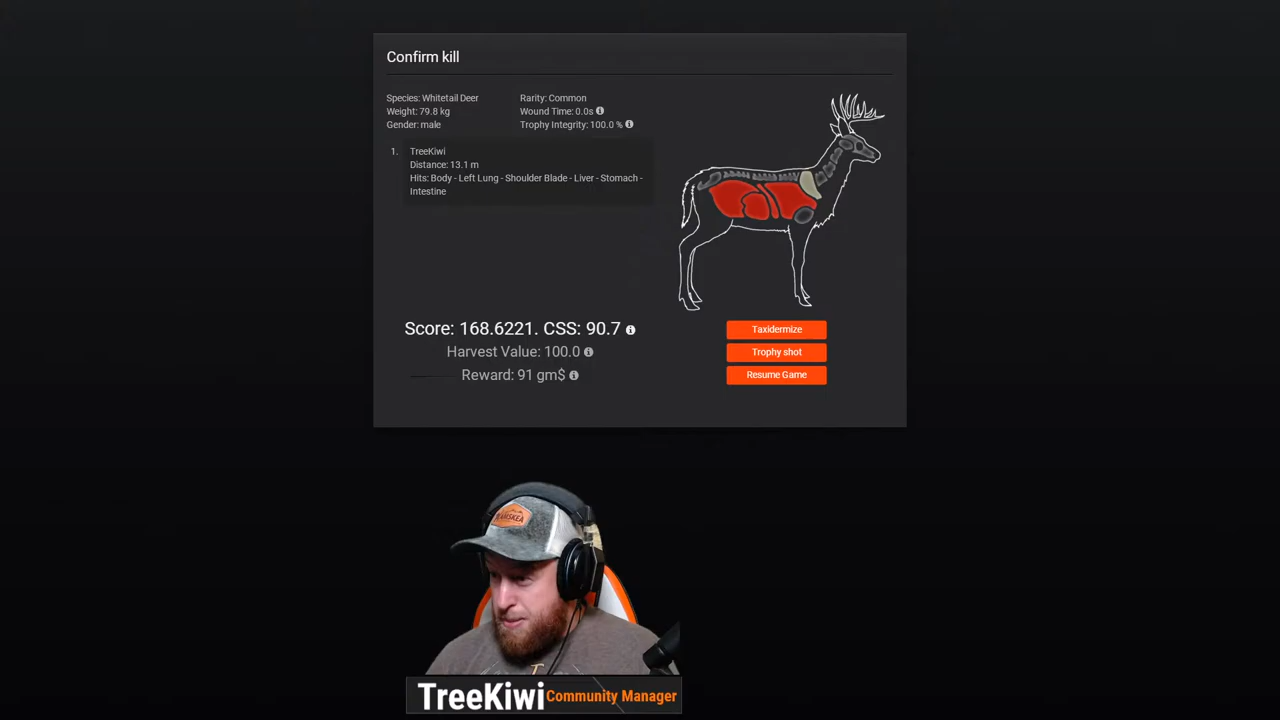 Confirm kill
Species: Whitetail Deer
Weight: 79.8 kg
Gender: male
Rarity: Common
Wound Time: 0.0s
Trophy Integrity: 100.0 %
1. TreeKiwi
Distance: 13.1 m
Hits: Body - Left Lung - Shoulder Blade - Liver - Stomach -
Intestine
Score: 168.6221. CSS: 90.7
Harvest Value: 100.0
Reward: 91 gm$
Taxidermize
Trophy shot
Resume Game
TreeKiwi Community Manager